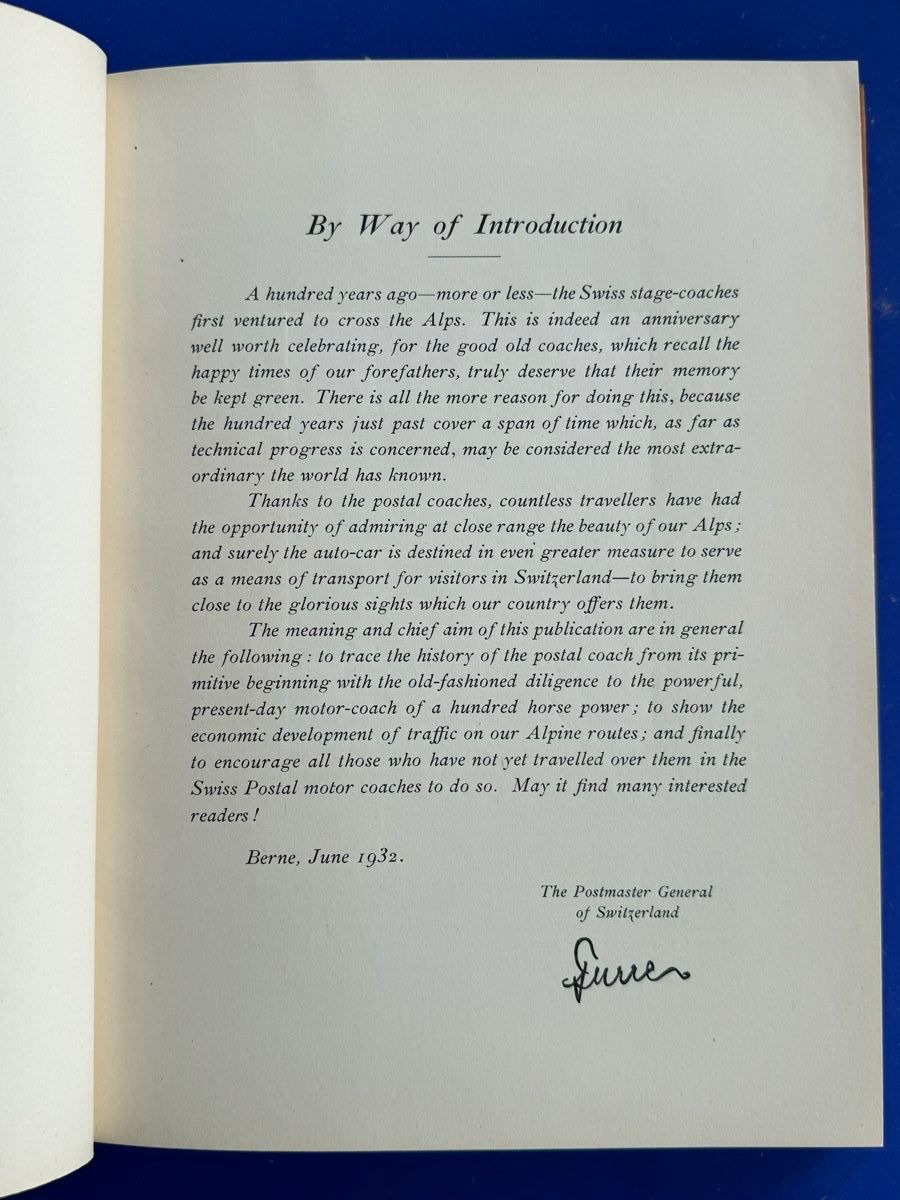 By Way of Introduction
A hundred years ago—more or less—the Swiss stage-coaches
first ventured to cross the Alps. This is indeed an anniversary
well worth celebrating, for the good old coaches, which recall the
happy times of our forefathers, truly deserve that their memory
be kept green. There is all the more reason for doing this, because
the hundred years just past cover a span of time which, as far as
technical progress is concerned, may be considered the most extra-
ordinary the world has known.
Thanks to the postal coaches, countless travellers have had
the opportunity of admiring at close range the beauty of our Alps;
and surely the auto-car is destined in even greater measure to serve
as a means of transport for visitors in Switzerland—to bring them
close to the glorious sights which our country offers them.
The meaning and chief aim of this publication are in general
the following: to trace the history of the postal coach from its pri-
mitive beginning with the old-fashioned diligence to the powerful,
present-day motor-coach of a hundred horse power; to show the
economic development of traffic on our Alpine routes; and finally
to encourage all those who have not yet travelled over them in the
Swiss Postal motor coaches to do so. May it find many interested
readers!
Berne, June 1932.
The Postmaster General
of Switzerland
Furrer